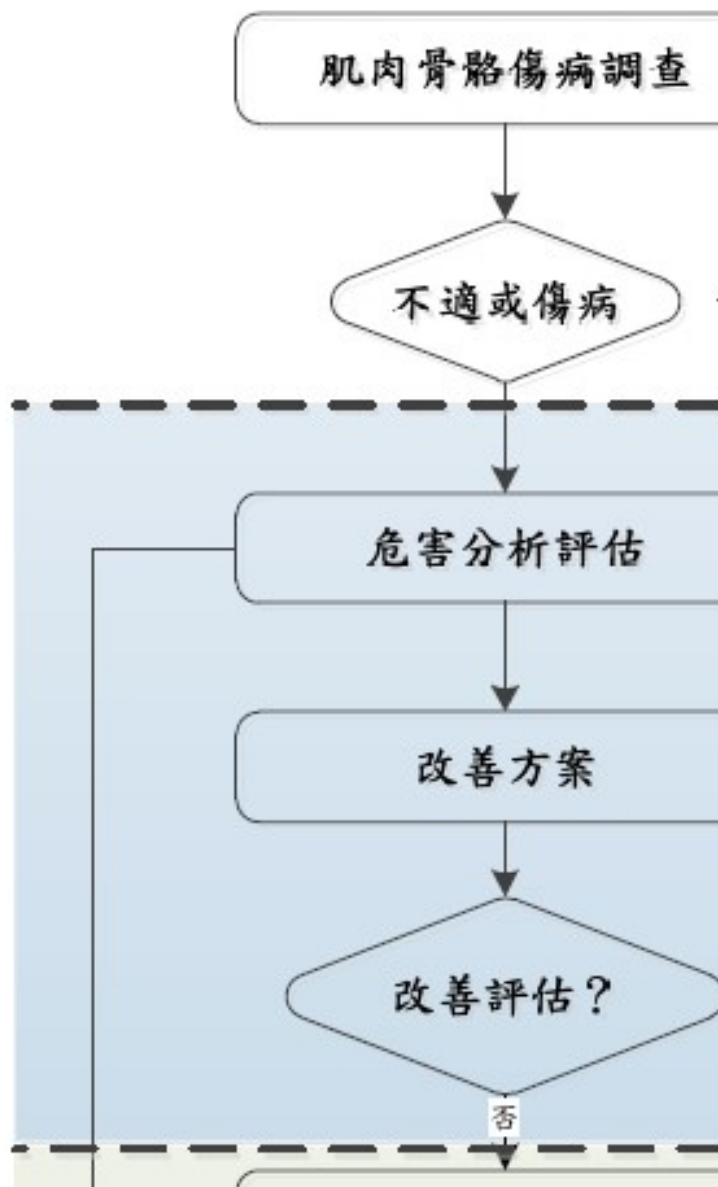 肌肉骨骼傷病調查
不適或傷病
危害分析評估
改善方案
改善評估？
否